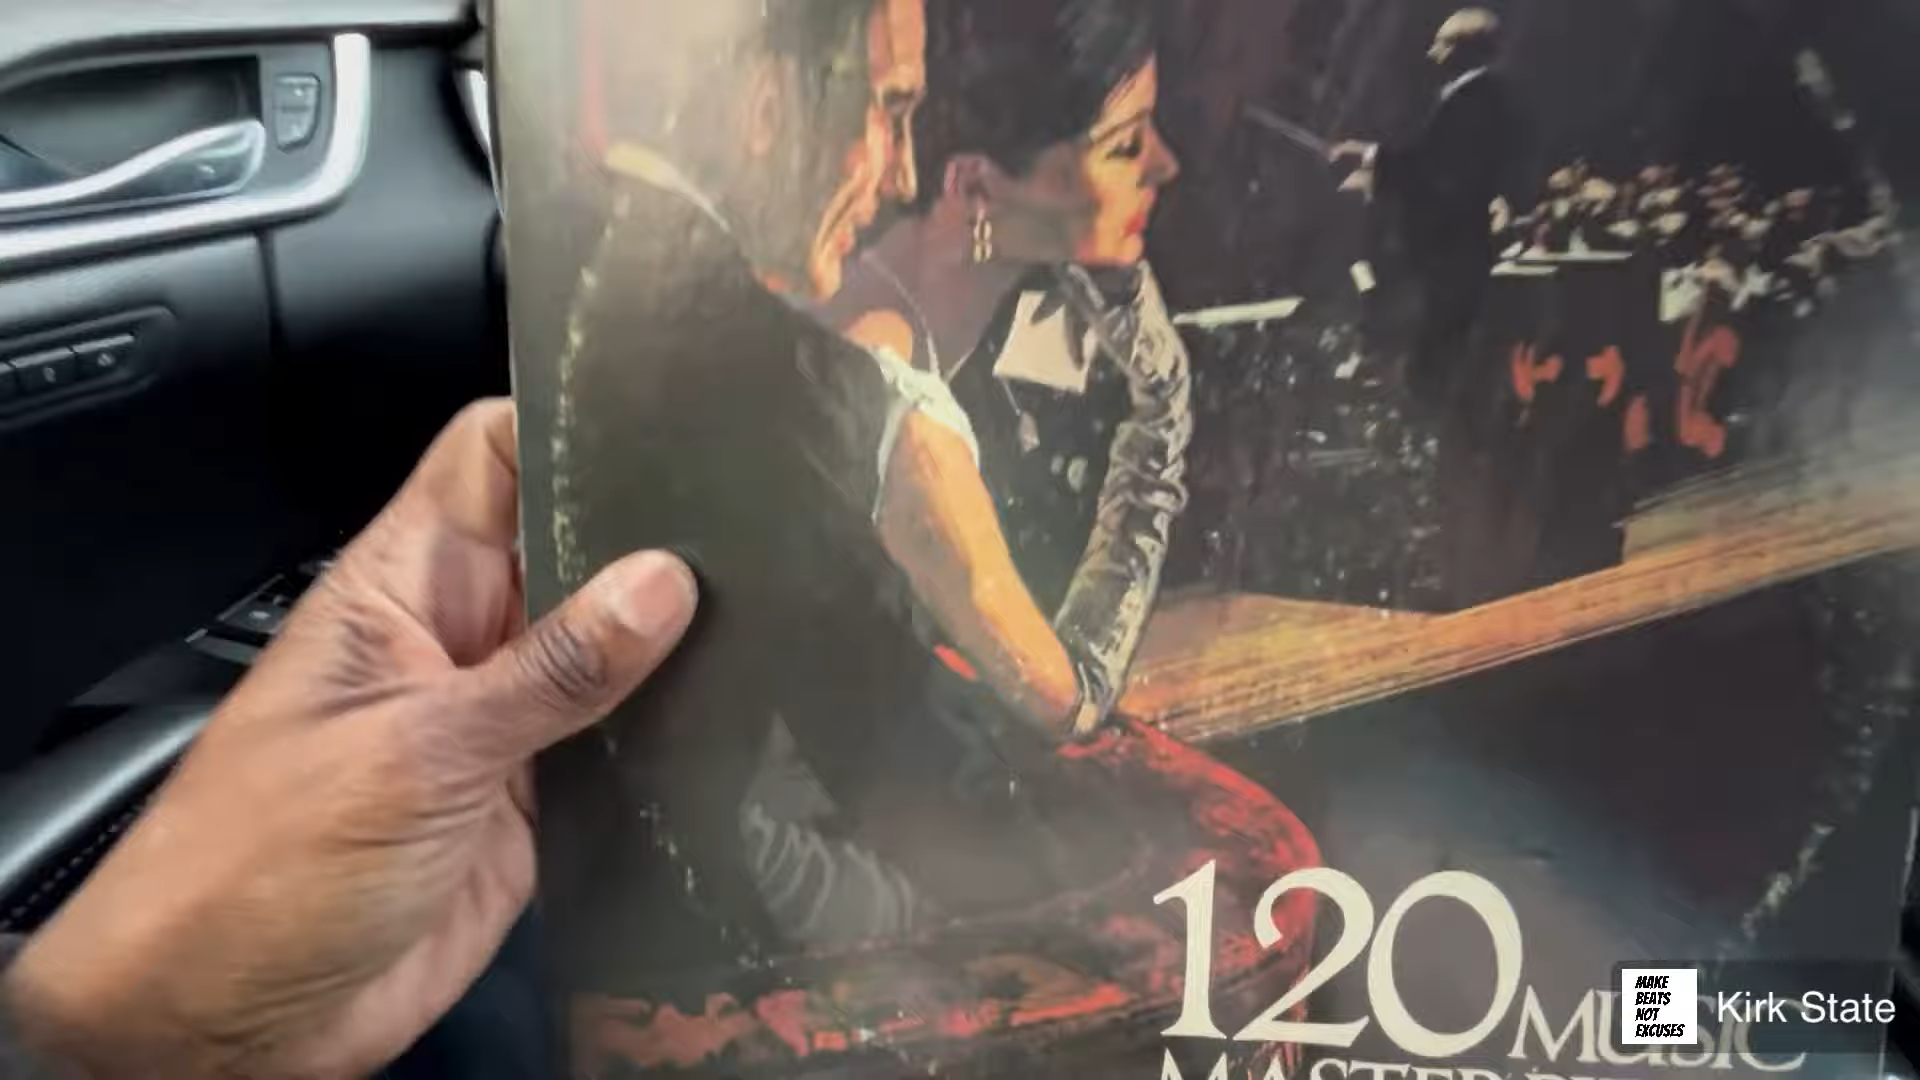 120 MUSIC
MAKE
BEATS
NOT
EXCUSES
Kirk State